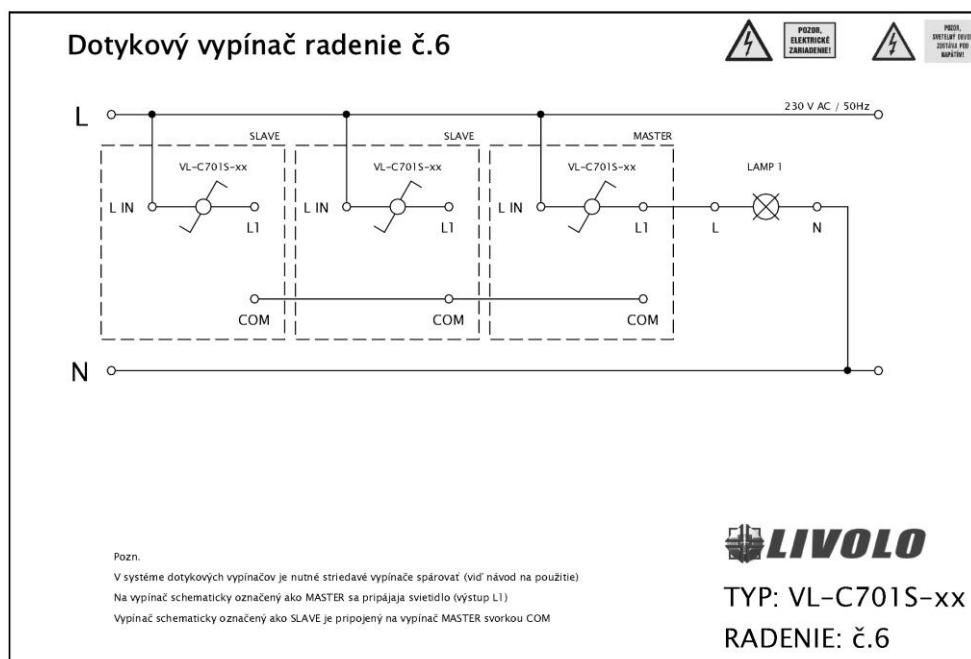 Dotykový vypínač radenie č.6
POZOR,
ELEKTRICKÉ
ZARIADENIE!
POZOR,
ZOSTÁVA POD
NAPÄTÍM!
L
230 V AC / 50Hz
SLAVE
SLAVE
MASTER
VL-C701S-xx
VL-C701S-xx
VL-C701S-xx
LAMP 1
L IN
L1
L IN
L1
L IN
L1
L
N
COM
COM
COM
N
Pozn.
V systéme dotykových vypínačov je nutné striedavé vypínače spárovať (viď návod na použitie)
Na vypínač schematicky označený ako MASTER sa pripájaja svietidlo (výstup L1)
Vypínač schematicky označený ako SLAVE je pripojený na vypínač MASTER svorkou COM
LIVOLO
TYP: VL-C701S-xx
RADENIE: č.6